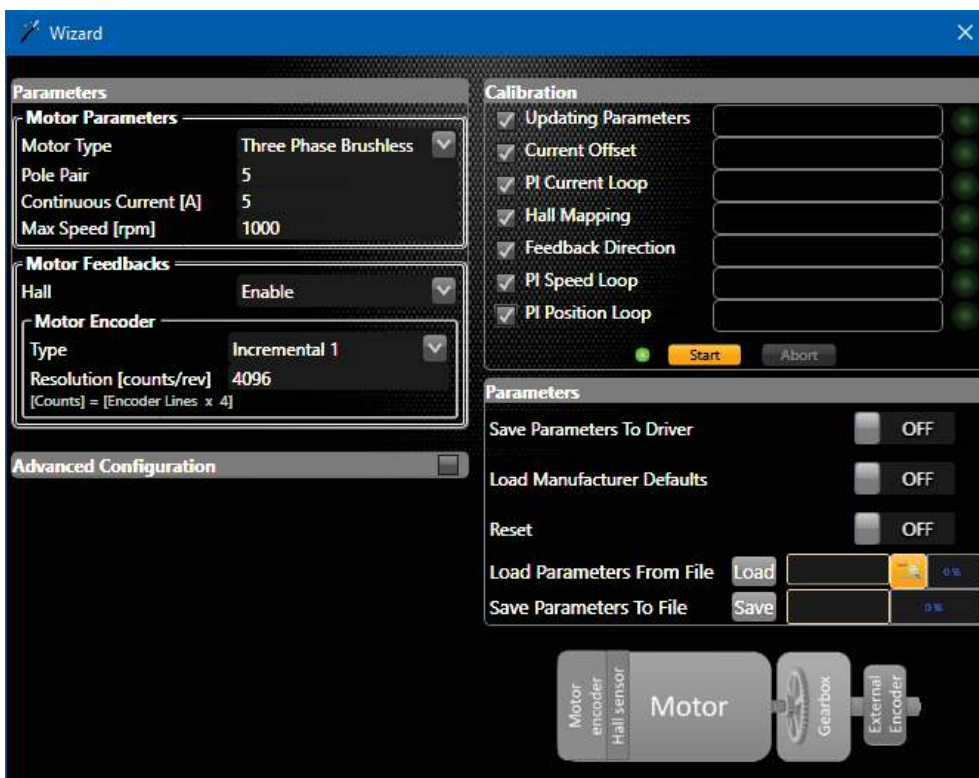 Wizard
Parameters
Motor Parameters
Motor Type Three Phase Brushless
Pole Pair 5
Continuous Current [A] 5
Max Speed [rpm] 1000
Motor Feedbacks
Hall Enable
Motor Encoder
Type Incremental 1
Resolution [counts/rev] 4096
[Counts] = [Encoder Lines x 4]
Advanced Configuration
Calibration
Updating Parameters
Current Offset
PI Current Loop
Hall Mapping
Feedback Direction
PI Speed Loop
PI Position Loop
Start Abort
Parameters
Save Parameters To Driver OFF
Load Manufacturer Defaults OFF
Reset OFF
Load Parameters From File Load 0 %
Save Parameters To File Save 0 %
Motor
encoder
Hall sensor
Motor
Gearbox
External
Encoder